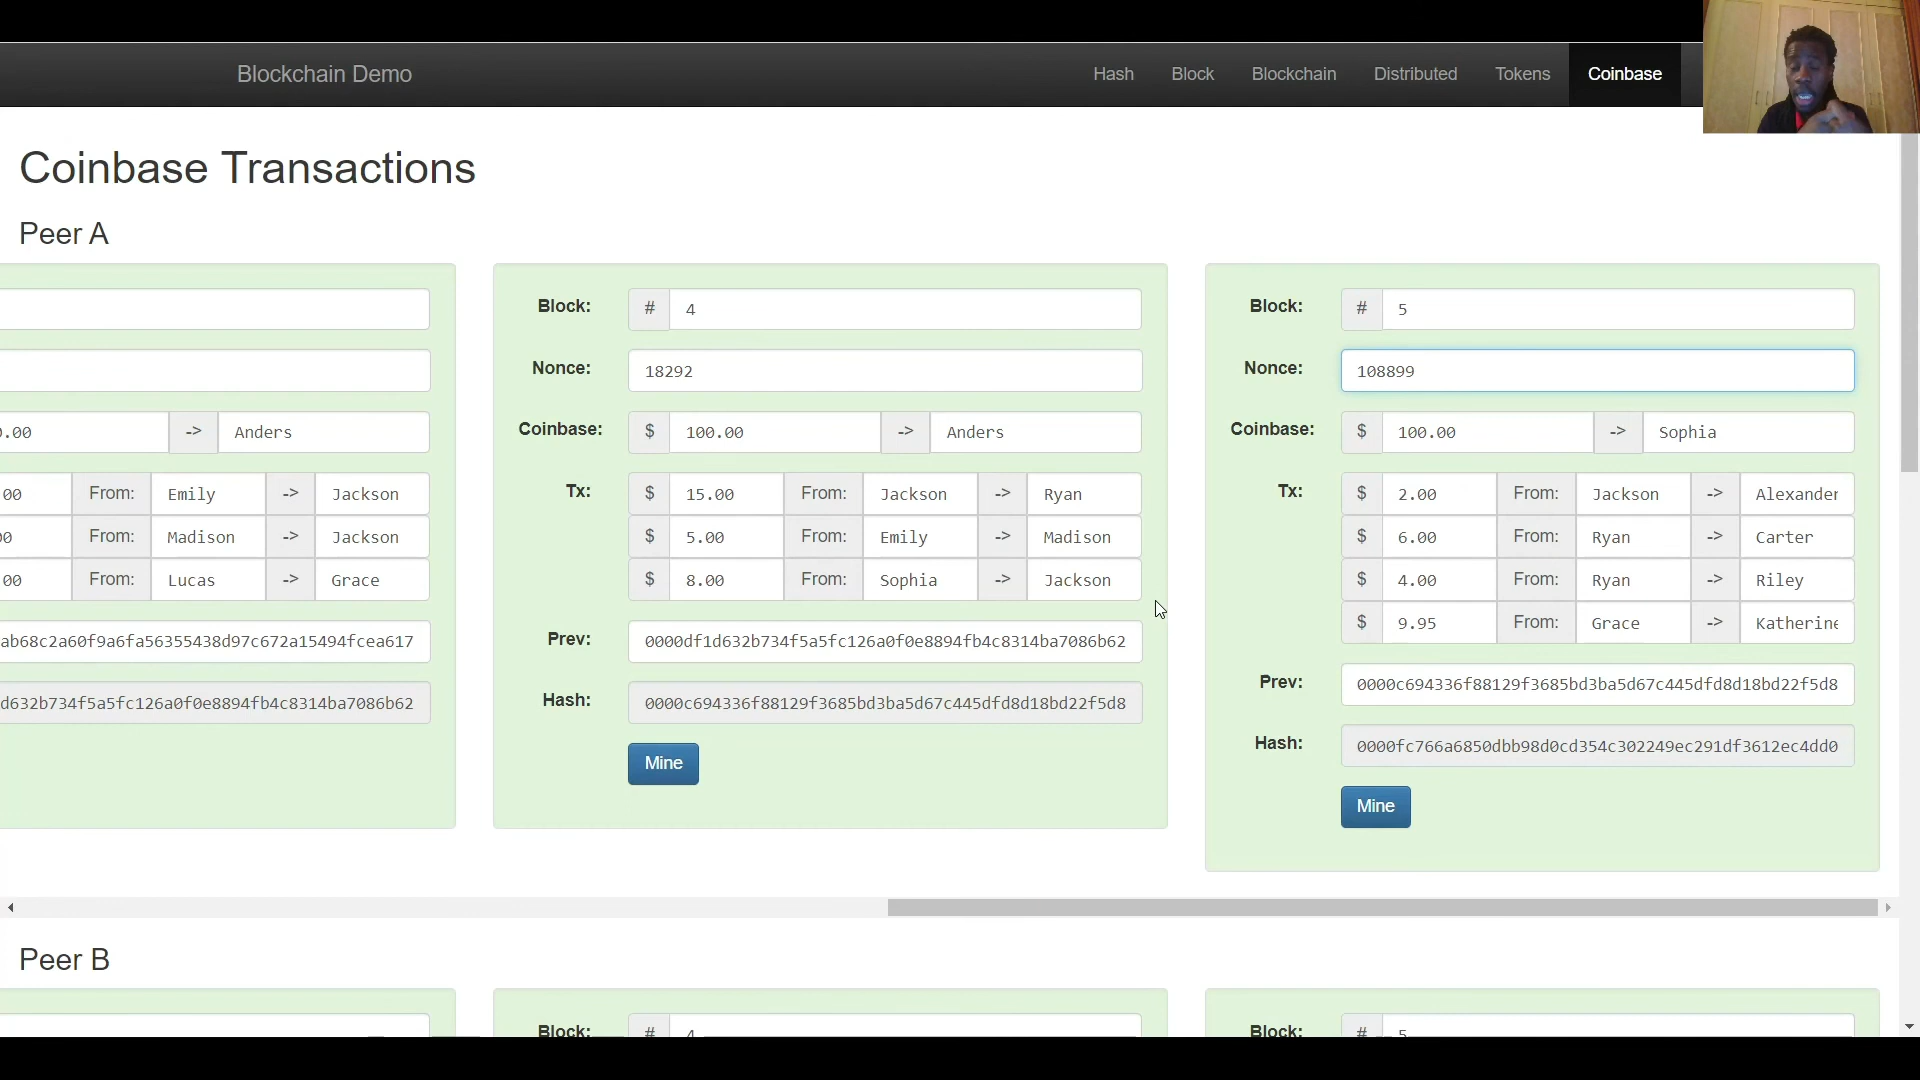 Blockchain Demo Hash Block Blockchain Distributed Tokens Coinbase
Coinbase Transactions
Peer A
Block: # 4
Nonce: 18292
Coinbase: $ 100.00 -> Anders
Tx: $ 15.00 From: Jackson -> Ryan
$ 5.00 From: Emily -> Madison
$ 8.00 From: Sophia -> Jackson
Prev: 0000df1d632b734f5a5fc126a0f0e8894fb4c8314ba7086b62
Hash: 0000c694336f88129f3685bd3ba5d67c445dfd8d18bd22f5d8
Mine
Block: # 5
Nonce: 108899
Coinbase: $ 100.00 -> Sophia
Tx: $ 2.00 From: Jackson -> Alexander
$ 6.00 From: Ryan -> Carter
$ 4.00 From: Ryan -> Riley
$ 9.95 From: Grace -> Katherine
Prev: 0000c694336f88129f3685bd3ba5d67c445dfd8d18bd22f5d8
Hash: 0000fc766a6850dbb98d0cd354c302249ec291df3612ec4dd0
Mine
.00 -> Anders
00 From: Emily -> Jackson
00 From: Madison -> Jackson
00 From: Lucas -> Grace
ab68c2a60f9a6fa56355438d97c672a15494fcea617
d632b734f5a5fc126a0f0e8894fb4c8314ba7086b62
Peer B
Block: # 4
Block: # 5